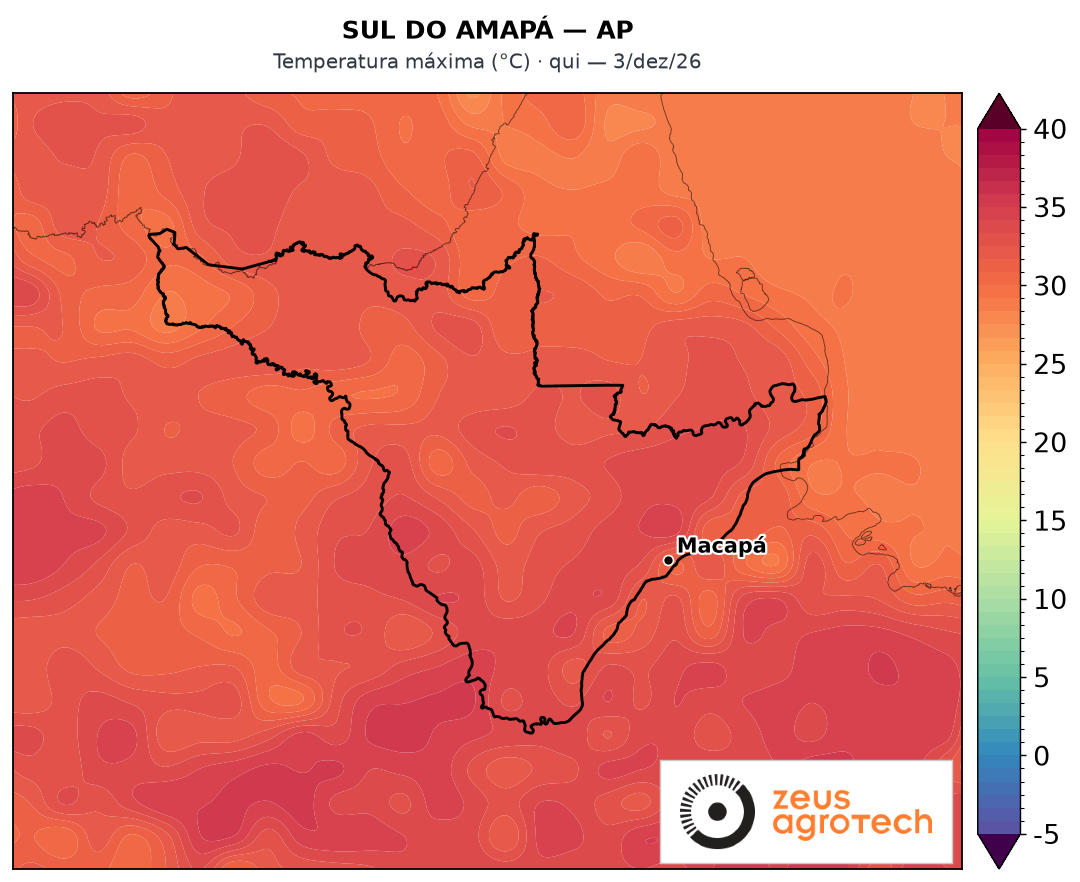 SUL DO AMAPÁ — AP
Temperatura máxima (°C) · qui — 3/dez/26
40
35
30
25
20
15
10
5
0
-5
Macapá
zeus
agrotech